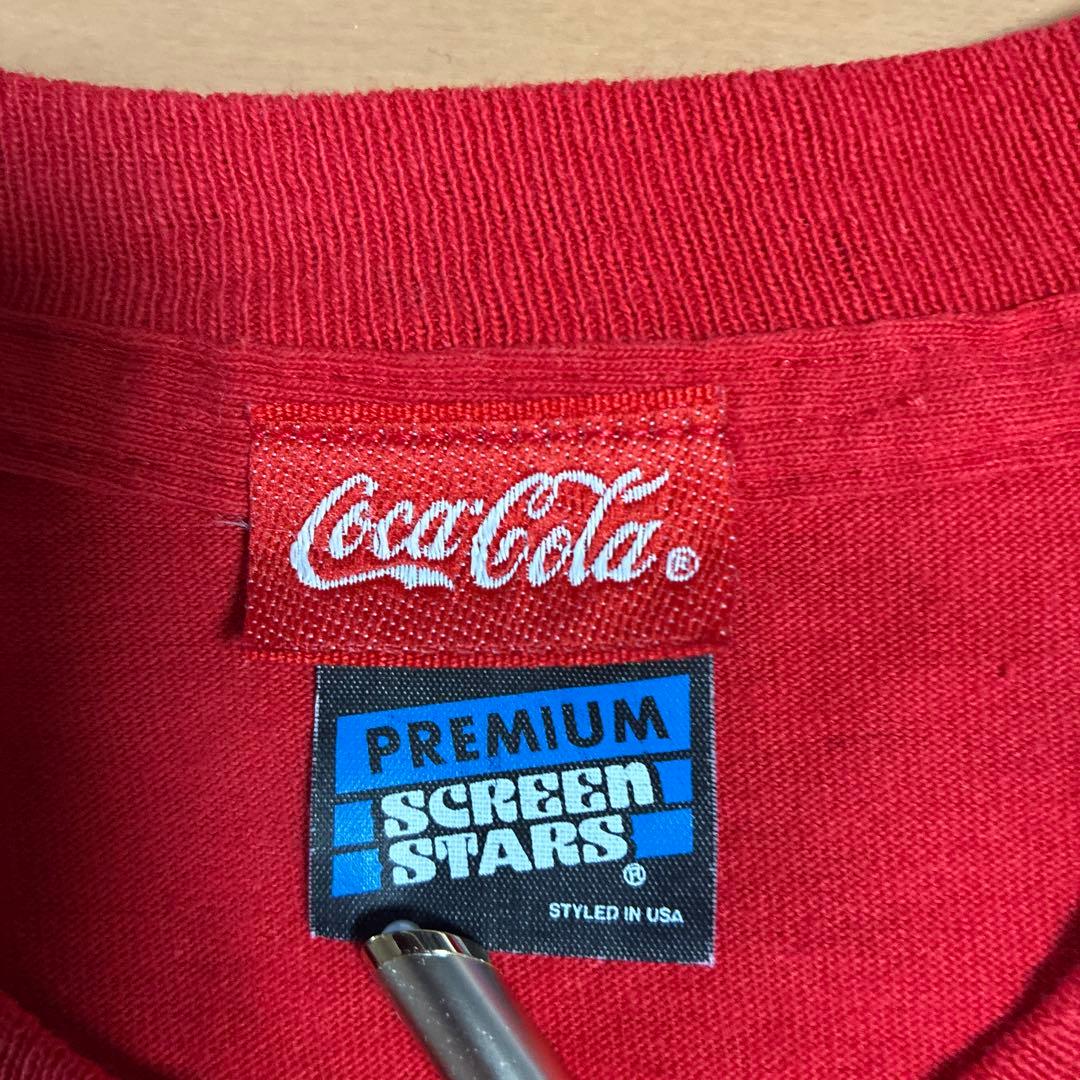 Coca-Cola®
PREMIUM
SCREEN
STARS®
STYLED IN USA